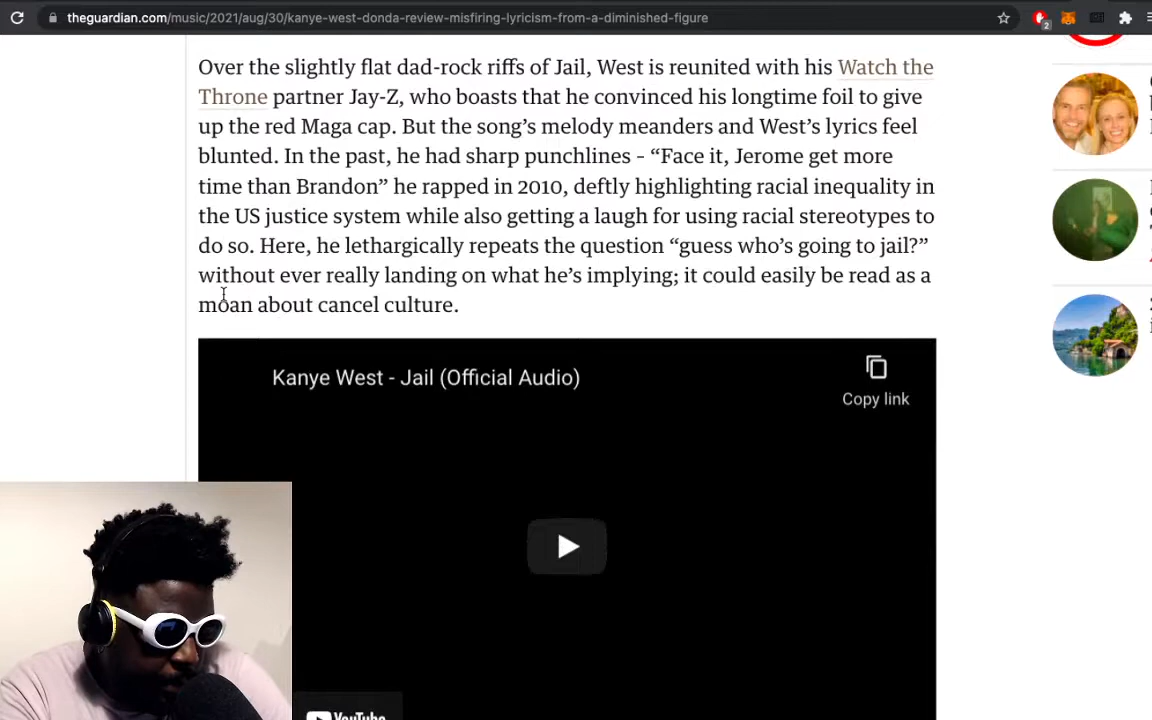 theguardian.com/music/2021/aug/30/kanye-west-donda-review-misfiring-lyricism-from-a-diminished-figure
2
Over the slightly flat dad-rock riffs of Jail, West is reunited with his Watch the
Throne partner Jay-Z, who boasts that he convinced his longtime foil to give
up the red Maga cap. But the song’s melody meanders and West’s lyrics feel
blunted. In the past, he had sharp punchlines – “Face it, Jerome get more
time than Brandon” he rapped in 2010, deftly highlighting racial inequality in
the US justice system while also getting a laugh for using racial stereotypes to
do so. Here, he lethargically repeats the question “guess who’s going to jail?”
without ever really landing on what he’s implying; it could easily be read as a
moan about cancel culture.
Kanye West - Jail (Official Audio)
Copy link
YouTube